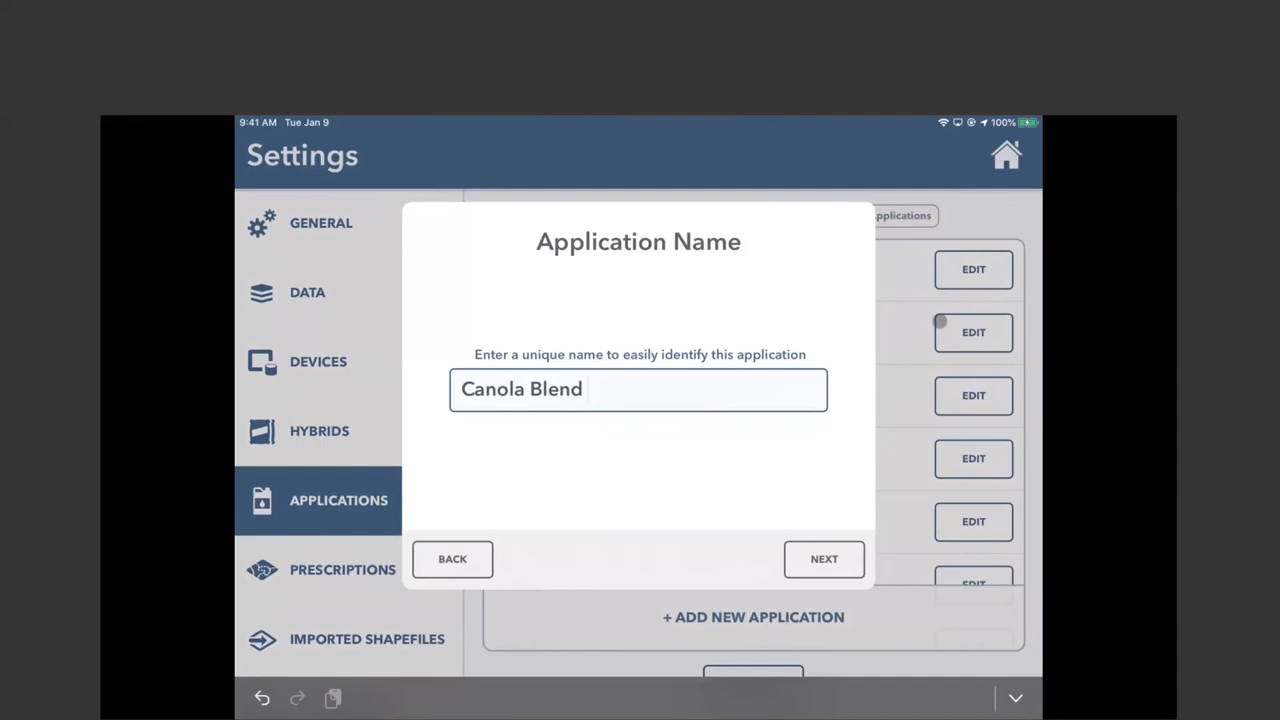 9:41 AM Tue Jan 9
100%
Settings
GENERAL
DATA
DEVICES
HYBRIDS
APPLICATIONS
PRESCRIPTIONS
IMPORTED SHAPEFILES
Application Name
Enter a unique name to easily identify this application
Canola Blend
BACK
NEXT
pplications
EDIT
EDIT
EDIT
EDIT
EDIT
EDIT
+ ADD NEW APPLICATION